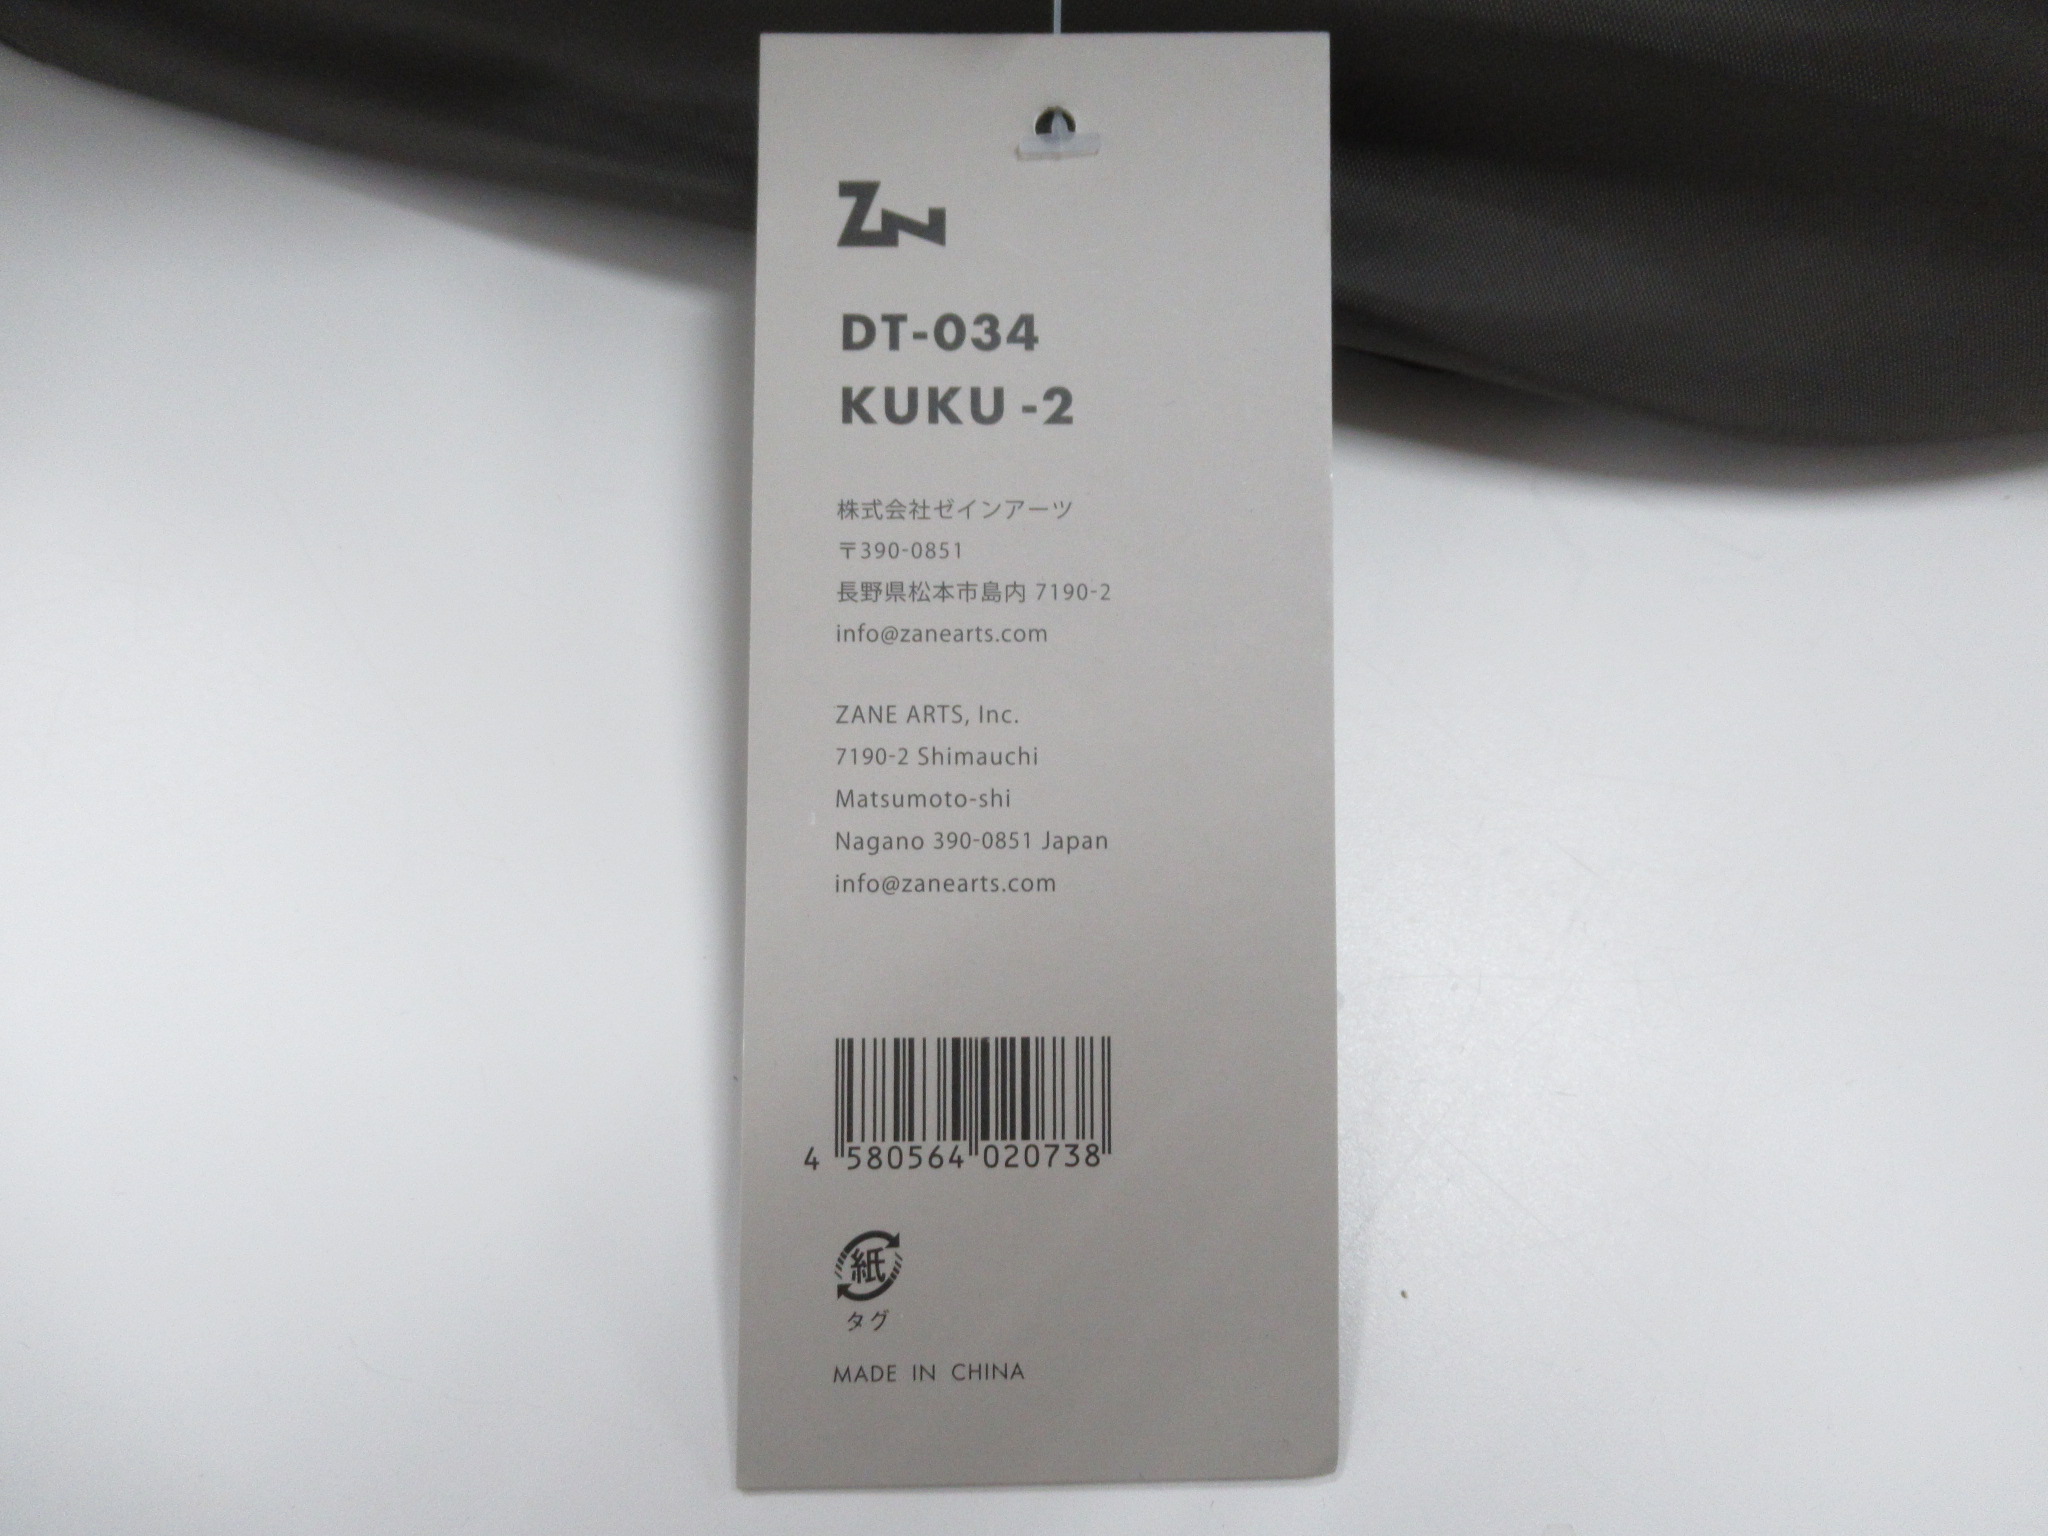 ZN
DT-034
KUKU -2
株式会社ゼインアーツ
〒390-0851
長野県松本市島内 7190-2
info@zanearts.com
ZANE ARTS, Inc.
7190-2 Shimauchi
Matsumoto-shi
Nagano 390-0851 Japan
info@zanearts.com
4 580564 020738
紙
タグ
MADE IN CHINA